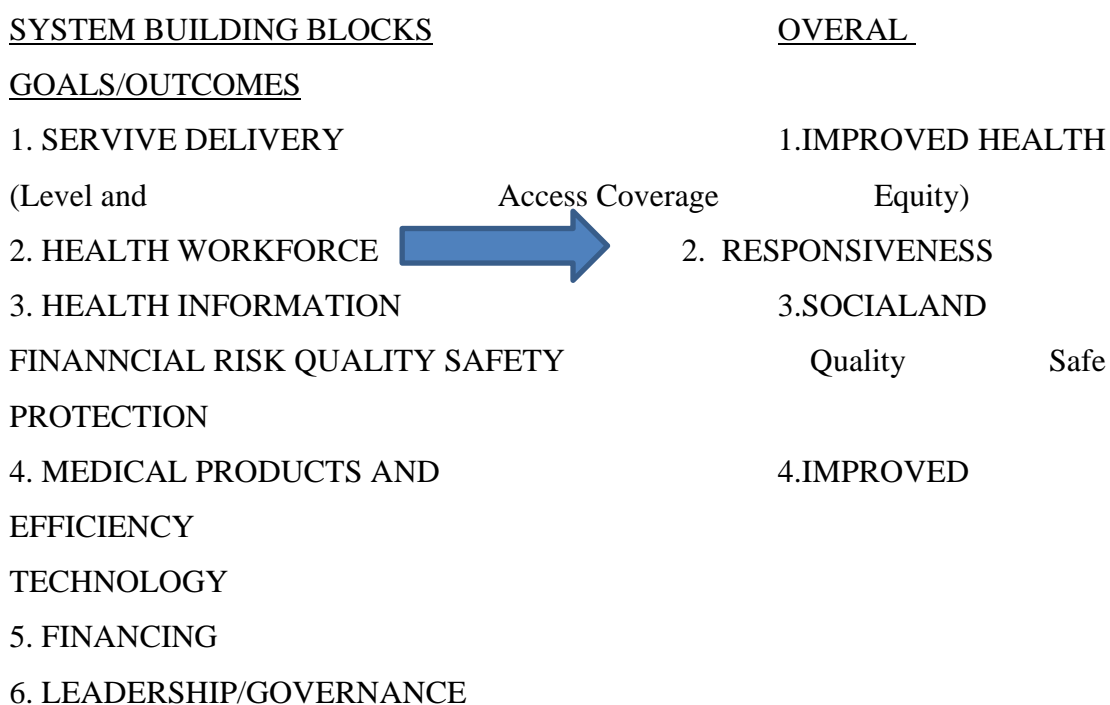 SYSTEM BUILDING BLOCKS OVERAL
GOALS/OUTCOMES
1. SERVIVE DELIVERY 1.IMPROVED HEALTH
(Level and Access Coverage Equity)
2. HEALTH WORKFORCE 2. RESPONSIVENESS
3. HEALTH INFORMATION 3.SOCIALAND
FINANNCIAL RISK QUALITY SAFETY Quality Safe
PROTECTION
4. MEDICAL PRODUCTS AND 4.IMPROVED
EFFICIENCY
TECHNOLOGY
5. FINANCING
6. LEADERSHIP/GOVERNANCE